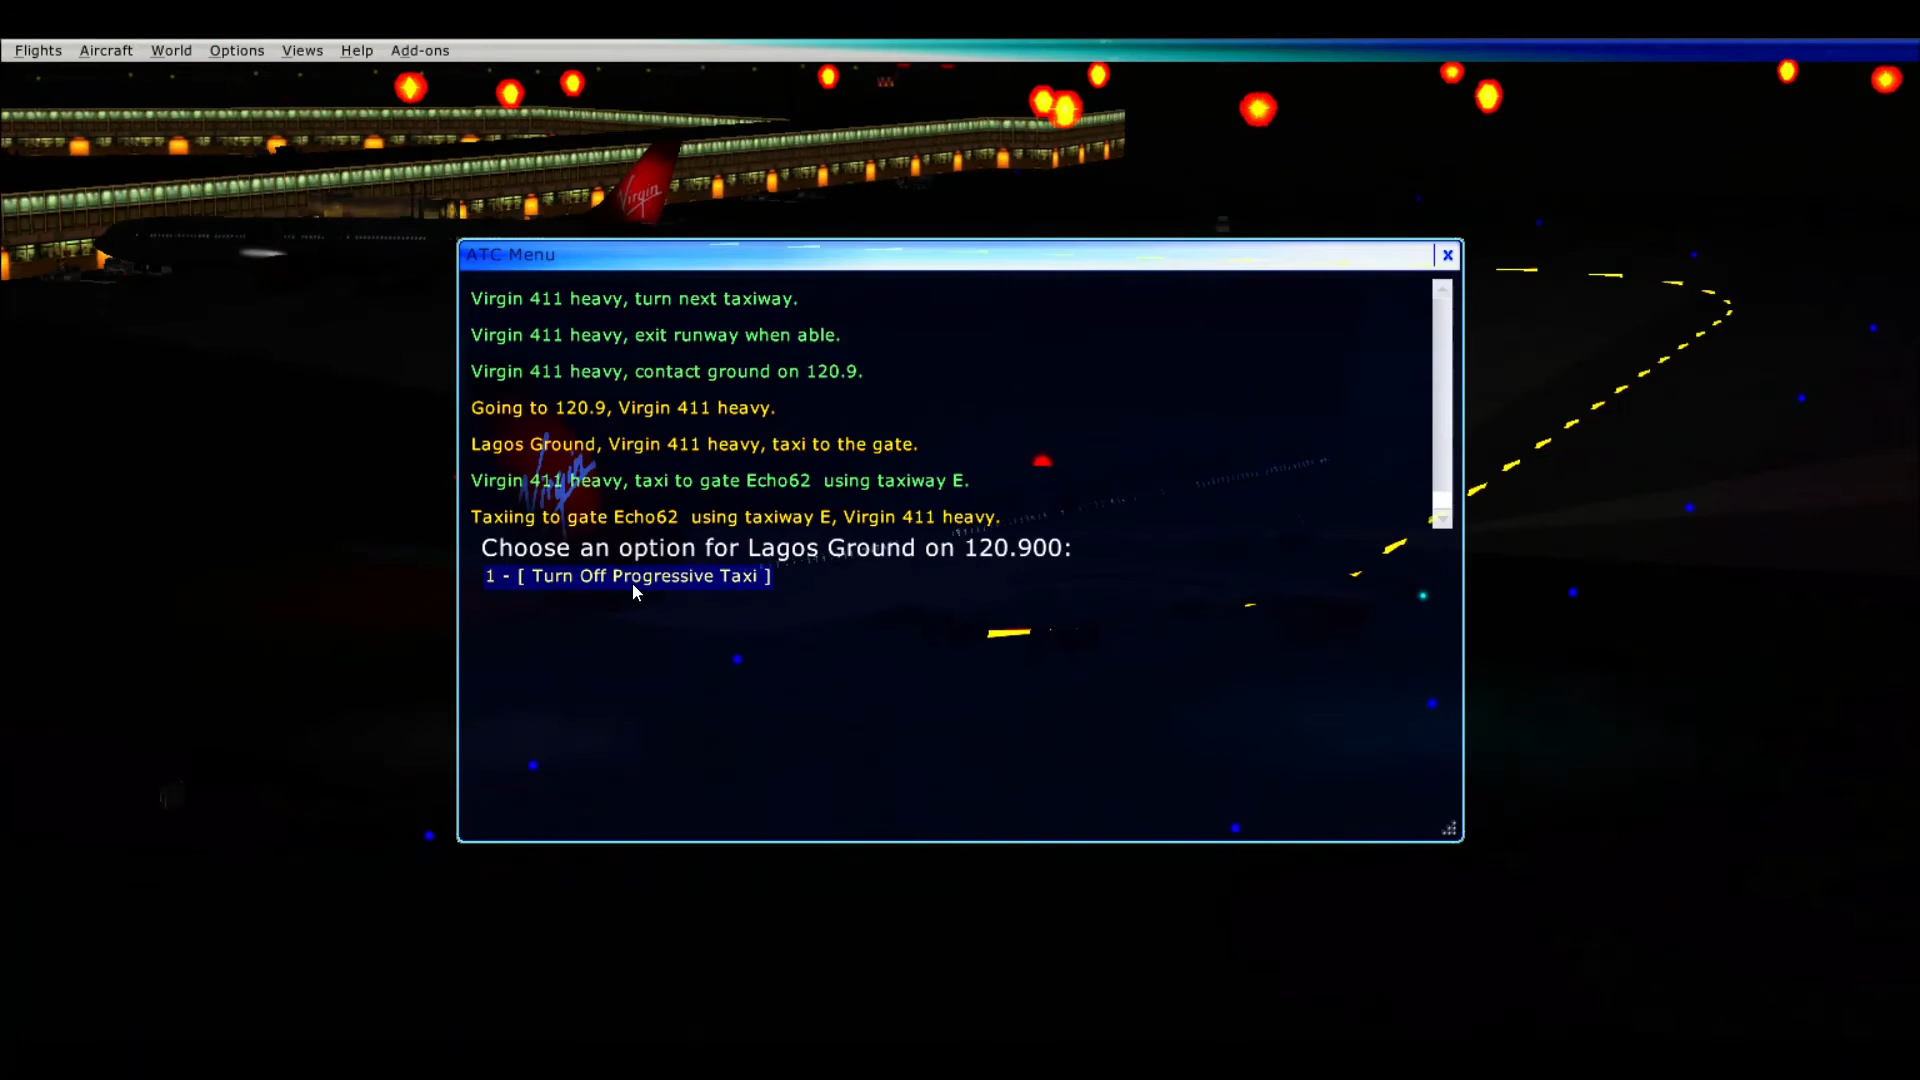 Flights Aircraft World Options Views Help Add-ons
Virgin
ATC Menu x
Virgin 411 heavy, turn next taxiway.
Virgin 411 heavy, exit runway when able.
Virgin 411 heavy, contact ground on 120.9.
Going to 120.9, Virgin 411 heavy.
Lagos Ground, Virgin 411 heavy, taxi to the gate.
Virgin 411 heavy, taxi to gate Echo62 using taxiway E.
Virgin
Taxiing to gate Echo62 using taxiway E, Virgin 411 heavy.
Choose an option for Lagos Ground on 120.900:
1 - [ Turn Off Progressive Taxi ]